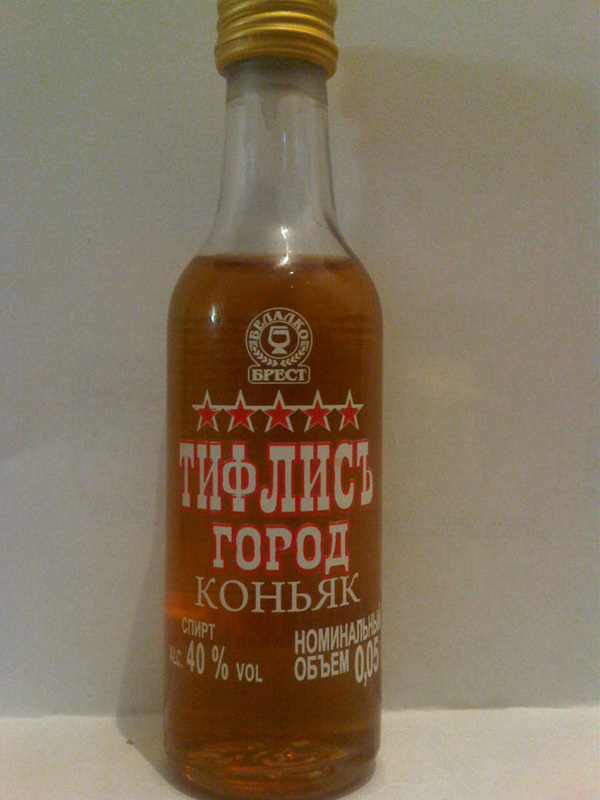 БЕЛАЛКО
БРЕСТ
ТИФЛИСЪ
ГОРОД
КОНЬЯК
СПИРТ
ALC. 40 % VOL
НОМИНАЛЬНЫЙ
ОБЪЕМ 0,05